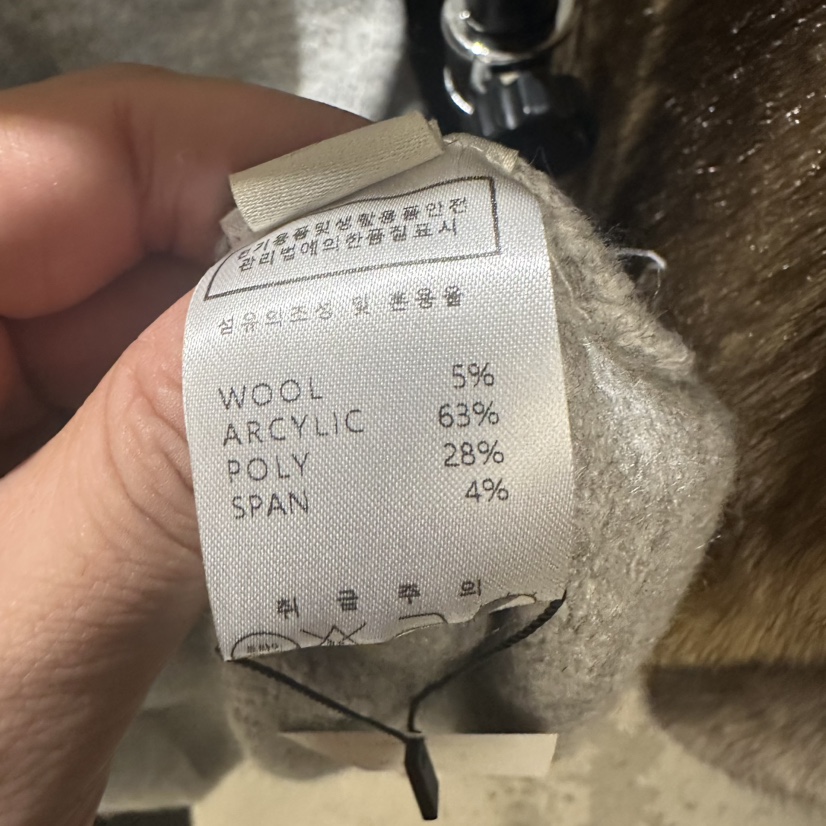 전기용품및생활용품안전
관리법에의한품질표시
섬유의조성 및 혼용율
WOOL 5%
ARCYLIC 63%
POLY 28%
SPAN 4%
취 급 주 의